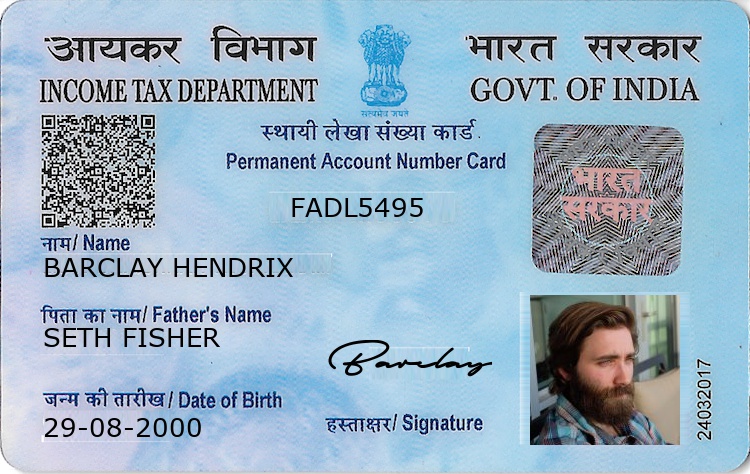 आयकर विभाग
INCOME TAX DEPARTMENT
भारत सरकार
GOVT. OF INDIA
सत्यमेव जयते
स्थायी लेखा संख्या कार्ड
Permanent Account Number Card
FADL5495
भारत
सरकार
नाम/ Name
BARCLAY HENDRIX
पिता का नाम/ Father's Name
SETH FISHER
Barclay
जन्म की तारीख/ Date of Birth
29-08-2000
हस्ताक्षर/ Signature
24032017